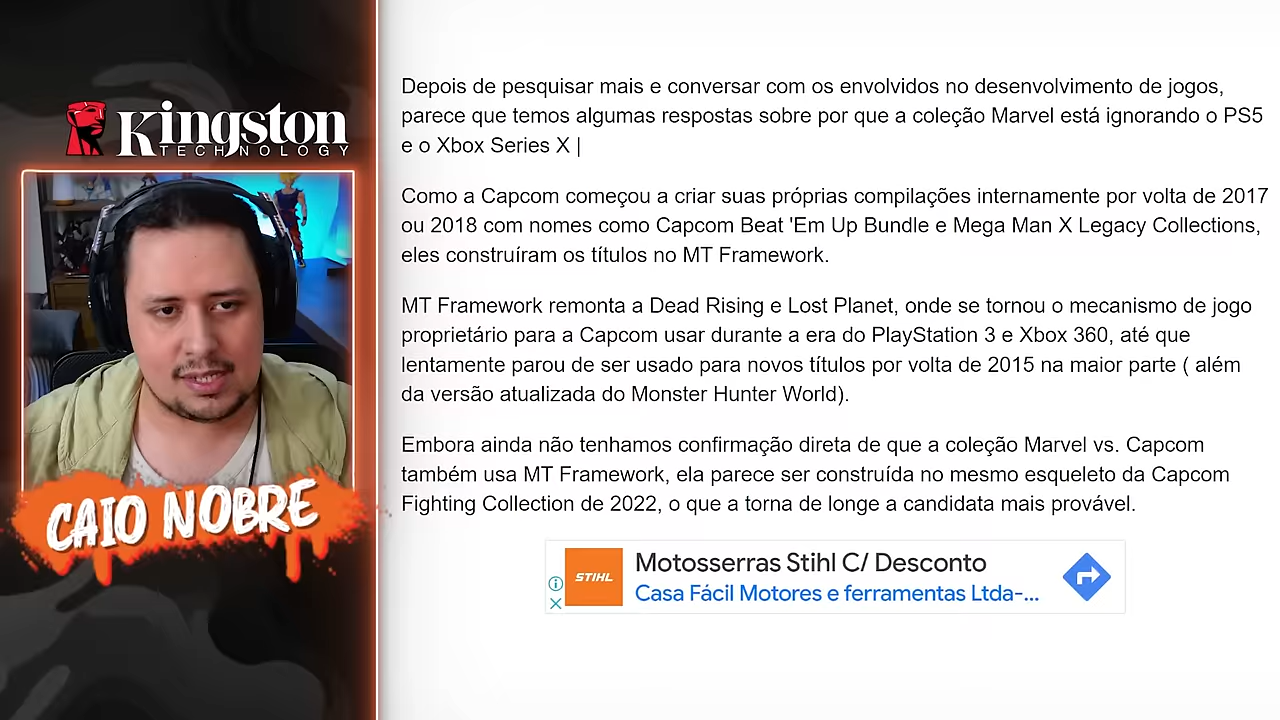 Kingston
TECHNOLOGY
CAIO NOBRE
Depois de pesquisar mais e conversar com os envolvidos no desenvolvimento de jogos,
parece que temos algumas respostas sobre por que a coleção Marvel está ignorando o PS5
e o Xbox Series X |
Como a Capcom começou a criar suas próprias compilações internamente por volta de 2017
ou 2018 com nomes como Capcom Beat 'Em Up Bundle e Mega Man X Legacy Collections,
eles construíram os títulos no MT Framework.
MT Framework remonta a Dead Rising e Lost Planet, onde se tornou o mecanismo de jogo
proprietário para a Capcom usar durante a era do PlayStation 3 e Xbox 360, até que
lentamente parou de ser usado para novos títulos por volta de 2015 na maior parte ( além
da versão atualizada do Monster Hunter World).
Embora ainda não tenhamos confirmação direta de que a coleção Marvel vs. Capcom
também usa MT Framework, ela parece ser construída no mesmo esqueleto da Capcom
Fighting Collection de 2022, o que a torna de longe a candidata mais provável.
STIHL
Motosserras Stihl C/ Desconto
Casa Fácil Motores e ferramentas Ltda-...